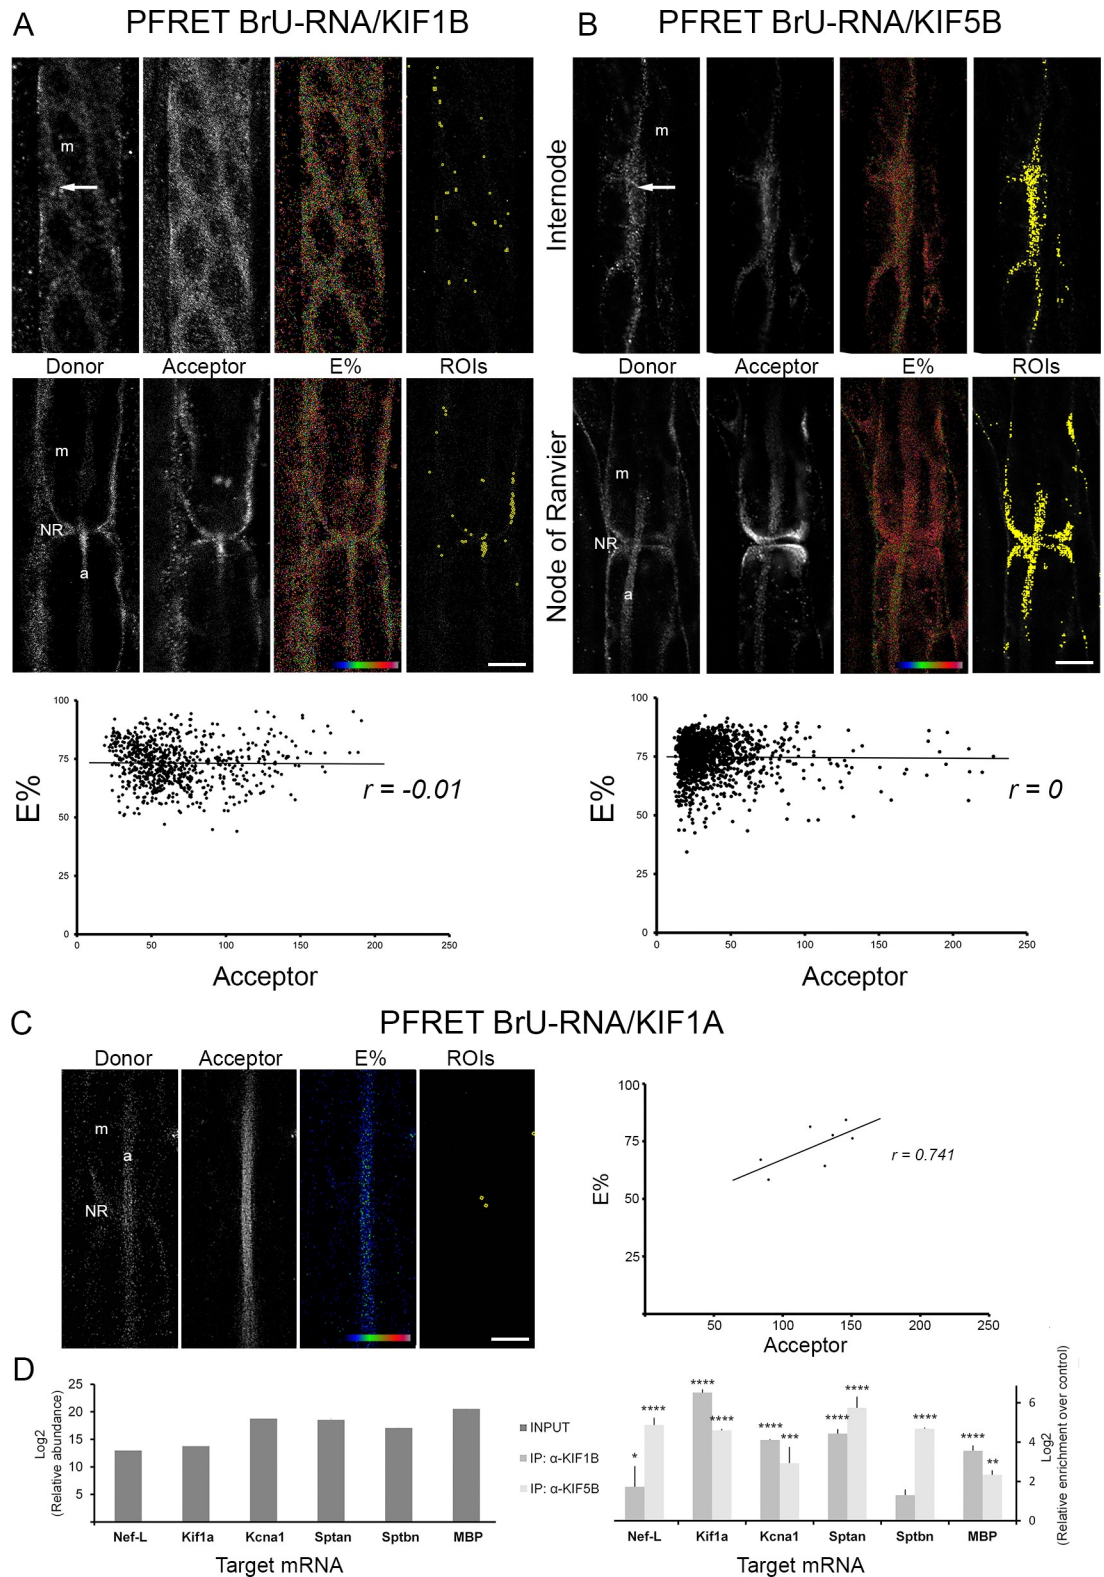 A PFRET BrU-RNA/KIF1B
B PFRET BrU-RNA/KIF5B
m
m
Internode
Donor Acceptor E% ROIs
Donor Acceptor E% ROIs
m
NR
a
m
NR
a
Node of Ranvier
100
75
50
25
0
E%
r = -0.01
0 50 100 150 200 250
Acceptor
100
75
50
25
0
E%
r = 0
0 50 100 150 200 250
Acceptor
C PFRET BrU-RNA/KIF1A
Donor Acceptor E% ROIs
m
a
NR
100
75
50
25
E%
r = 0.741
50 100 150 200 250
Acceptor
D
25
20
15
10
5
Log2
(Relative abundance)
Nef-L Kif1a Kcna1 Sptan Sptbn MBP
Target mRNA
INPUT
IP: α-KIF1B
IP: α-KIF5B
* **** **** **** **** *** **** **** **** **** **
6
4
2
0
Log2
(Relative enrichment over control)
Nef-L Kif1a Kcna1 Sptan Sptbn MBP
Target mRNA